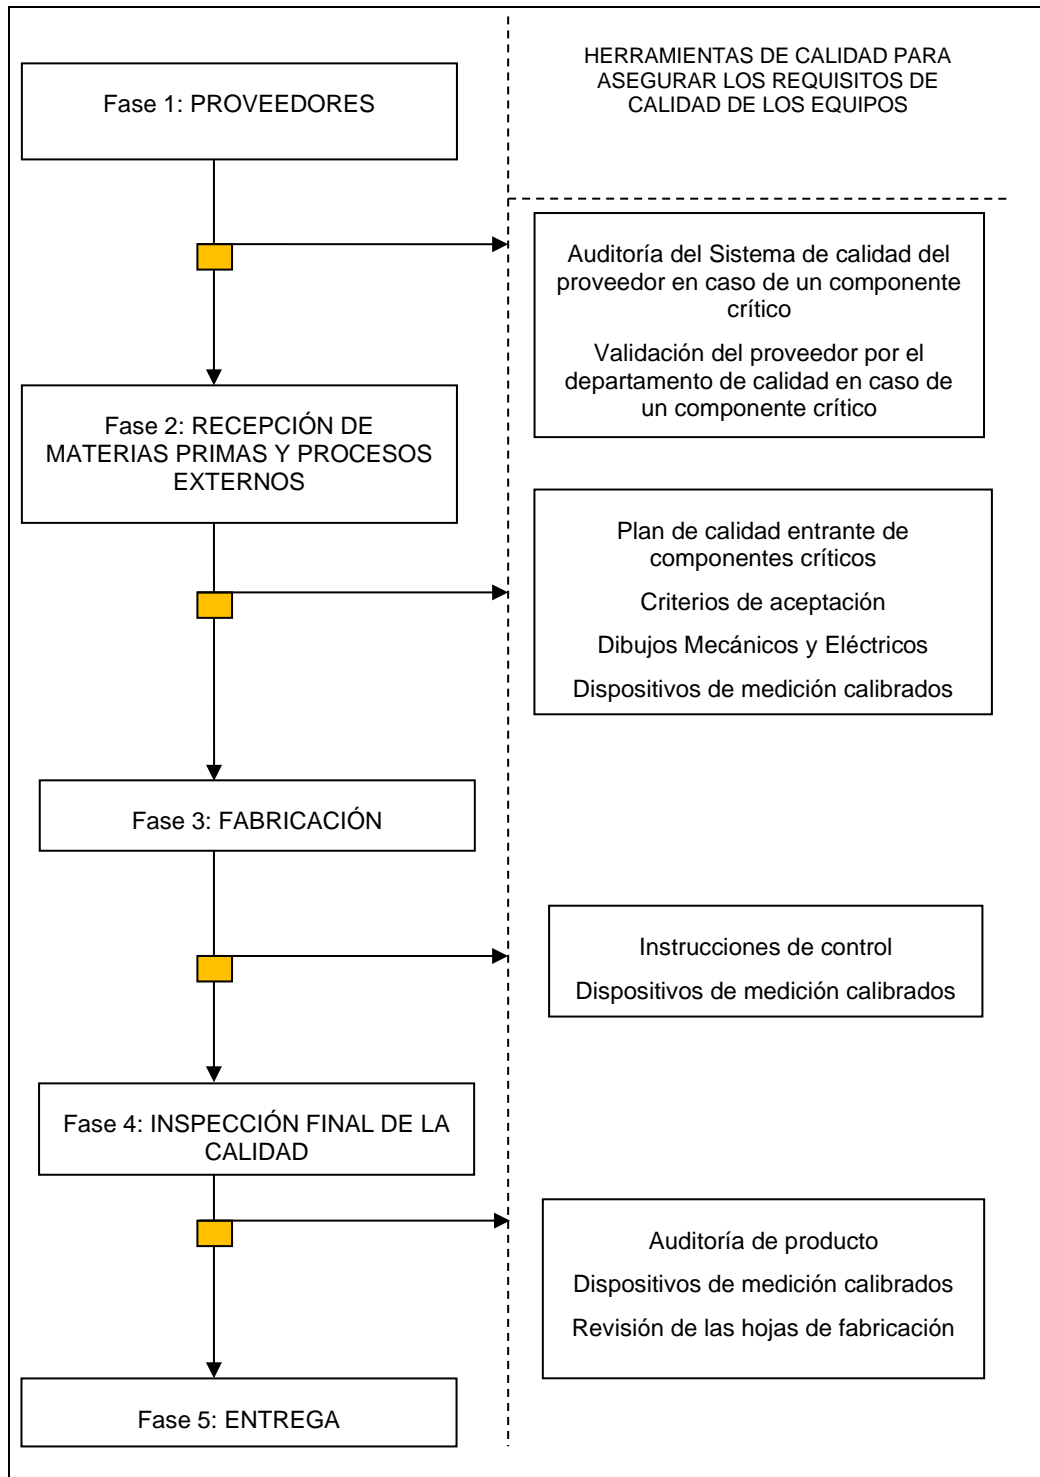 HERRAMIENTAS DE CALIDAD PARA
ASEGURAR LOS REQUISITOS DE
CALIDAD DE LOS EQUIPOS
Fase 1: PROVEEDORES
Auditoría del Sistema de calidad del
proveedor en caso de un componente
crítico
Validación del proveedor por el
departamento de calidad en caso de
un componente crítico
Fase 2: RECEPCIÓN DE
MATERIAS PRIMAS Y PROCESOS
EXTERNOS
Plan de calidad entrante de
componentes críticos
Criterios de aceptación
Dibujos Mecánicos y Eléctricos
Dispositivos de medición calibrados
Fase 3: FABRICACIÓN
Instrucciones de control
Dispositivos de medición calibrados
Fase 4: INSPECCIÓN FINAL DE LA
CALIDAD
Auditoría de producto
Dispositivos de medición calibrados
Revisión de las hojas de fabricación
Fase 5: ENTREGA